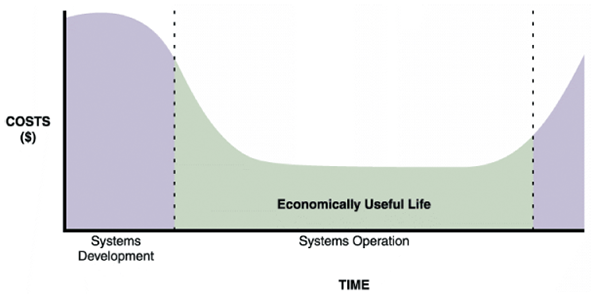 COSTS
($)
Economically Useful Life
Systems
Development
Systems Operation
TIME